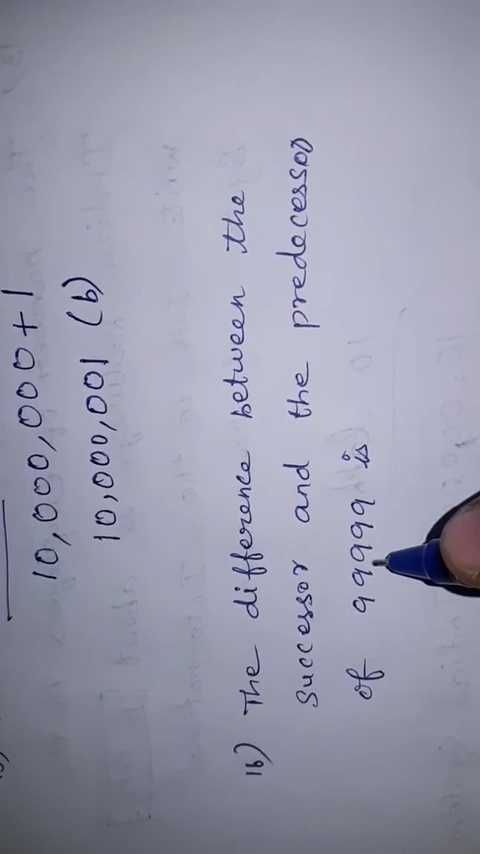 10,000,000+1
10,000,001 (b)
16) The difference between the
Successor and the predecessor
of 99999 is